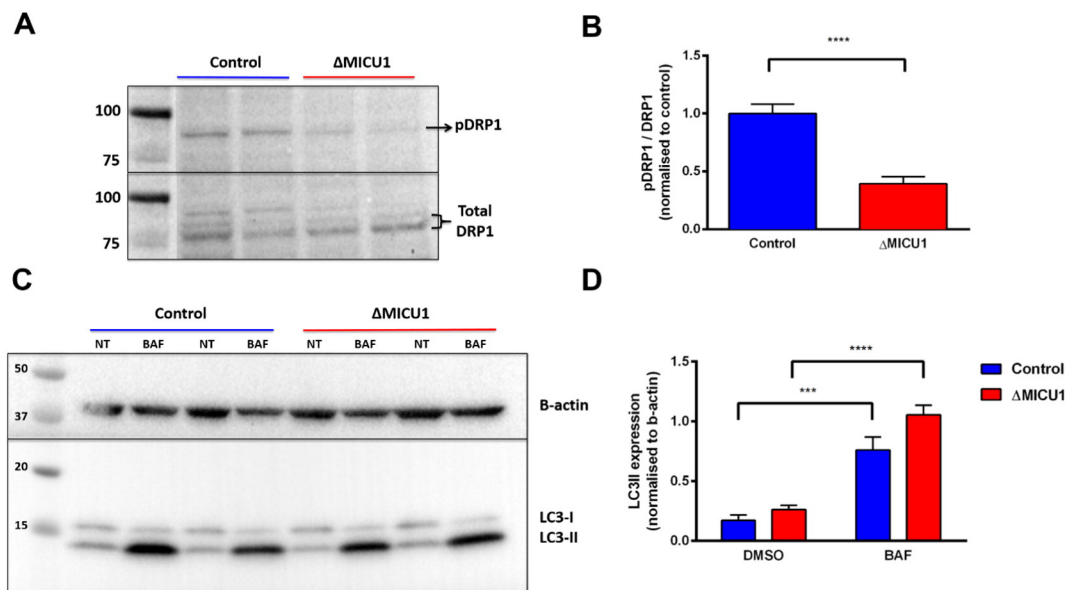 A
Control
ΔMICU1
100
pDRP1
75
100
Total
DRP1
75
B
****
1.5
1.0
0.5
0.0
pDRP1 / DRP1
(normalised to control)
Control
ΔMICU1
C
Control
ΔMICU1
NT BAF NT BAF NT BAF NT BAF
50
B-actin
37
20
15
LC3-I
LC3-II
D
****
***
1.5
1.0
0.5
0.0
LC3II expression
(normalised to b-actin)
DMSO
BAF
Control
ΔMICU1